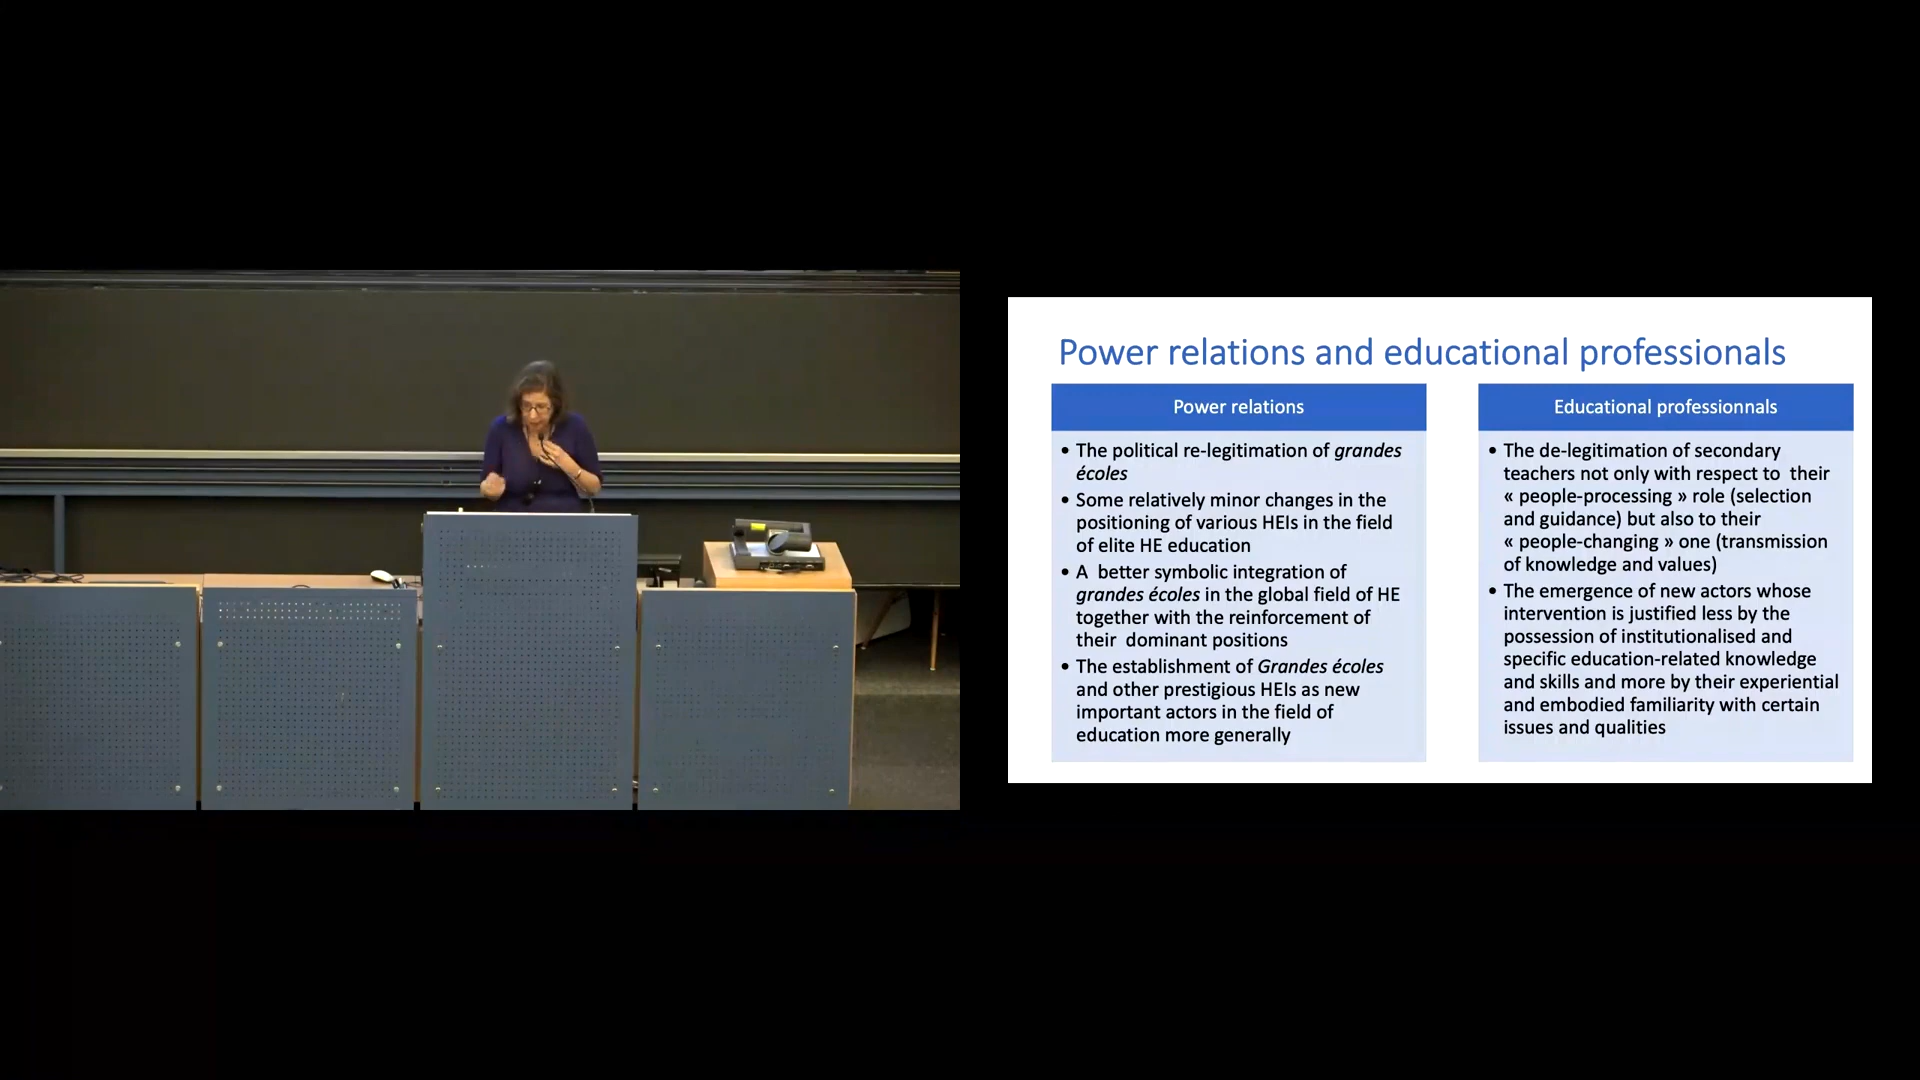 Power relations and educational professionals
Power relations
• The political re-legitimation of grandes
écoles
• Some relatively minor changes in the
positioning of various HEIs in the field
of elite HE education
• A  better symbolic integration of
grandes écoles in the global field of HE
together with the reinforcement of
their  dominant positions
• The establishment of Grandes écoles
and other prestigious HEIs as new
important actors in the field of
education more generally
Educational professionnals
• The de-legitimation of secondary
teachers not only with respect to  their
« people-processing » role (selection
and guidance) but also to their
« people-changing » one (transmission
of knowledge and values)
• The emergence of new actors whose
intervention is justified less by the
possession of institutionalised and
specific education-related knowledge
and skills and more by their experiential
and embodied familiarity with certain
issues and qualities